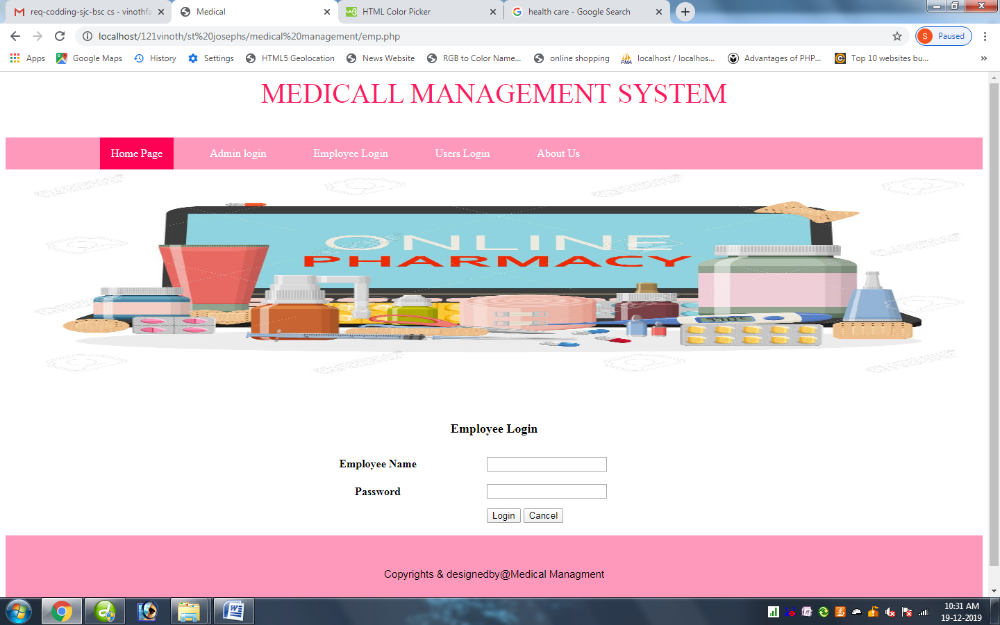 req-codding-sjc-bsc cs - vinothfa
Medical
HTML Color Picker
health care - Google Search
localhost/121vinoth/st%20josephs/medical%20management/emp.php
S Paused
Apps
Google Maps
History
Settings
HTML5 Geolocation
News Website
RGB to Color Name...
online shopping
PMA
localhost / localhos...
Advantages of PHP...
Top 10 websites bu...
»
MEDICALL MANAGEMENT SYSTEM
Home Page
Admin login
Employee Login
Users Login
About Us
ONLINE
PHARMACY
Employee Login
Employee Name
Password
Login
Cancel
Copyrights & designedby@Medical Managment
10:31 AM
19-12-2019